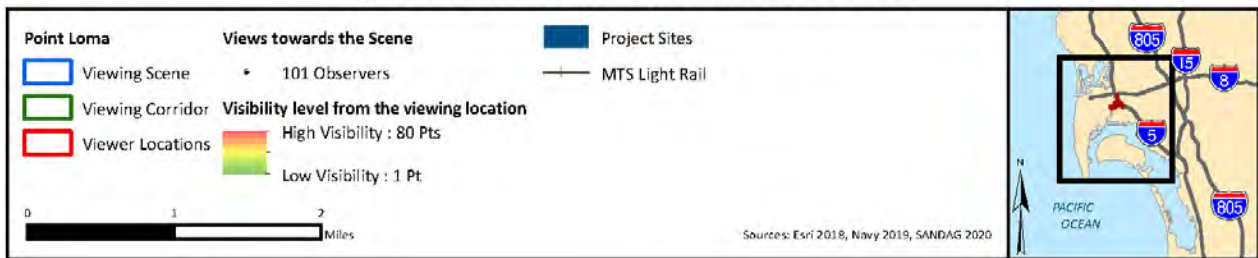 Point Loma
Viewing Scene
Viewing Corridor
Viewer Locations
Views towards the Scene
101 Observers
Visibility level from the viewing location
High Visibility : 80 Pts
Low Visibility : 1 Pt
Project Sites
MTS Light Rail
0 1 2
Miles
Sources: Esri 2018, Navy 2019, SANDAG 2020
805
15
8
5
N
PACIFIC
OCEAN
805